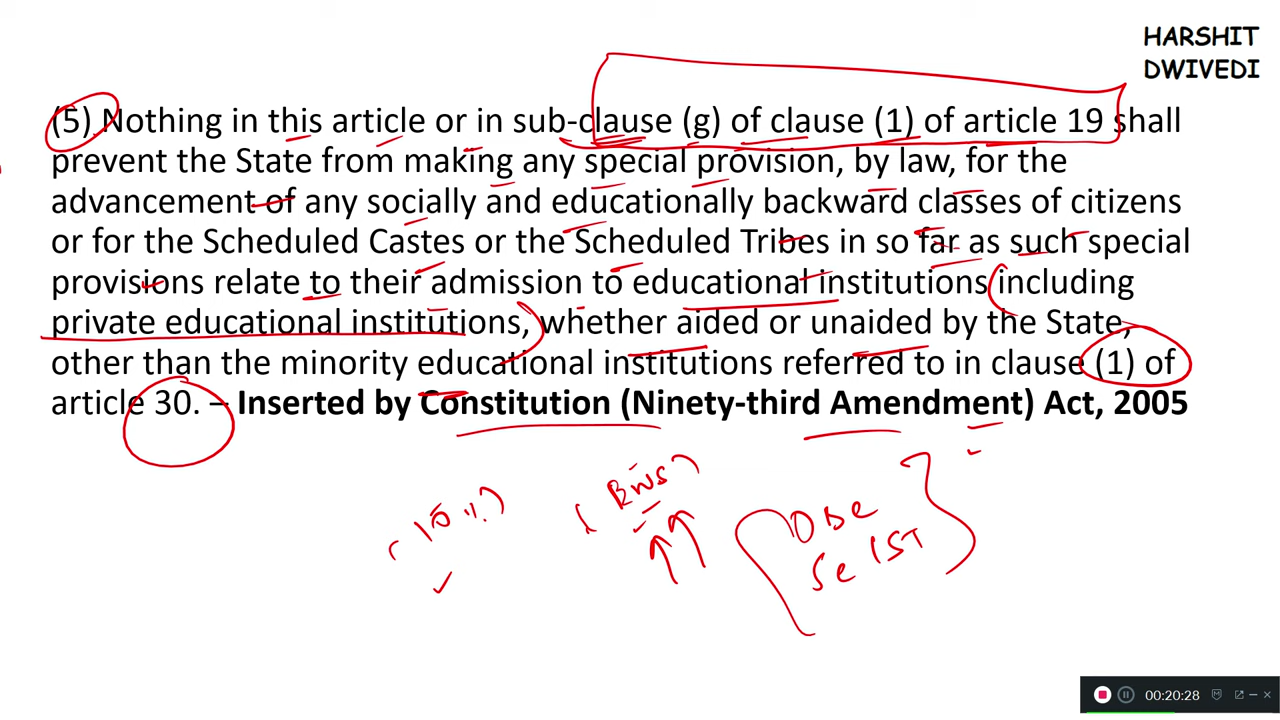 HARSHIT
DWIVEDI
(5) Nothing in this article or in sub-clause (g) of clause (1) of article 19 shall
prevent the State from making any special provision, by law, for the
advancement of any socially and educationally backward classes of citizens
or for the Scheduled Castes or the Scheduled Tribes in so far as such special
provisions relate to their admission to educational institutions including
private educational institutions, whether aided or unaided by the State,
other than the minority educational institutions referred to in clause (1) of
article 30. – Inserted by Constitution (Ninety-third Amendment) Act, 2005
(10%) (EWS) OBC
SC/ST
00:20:28